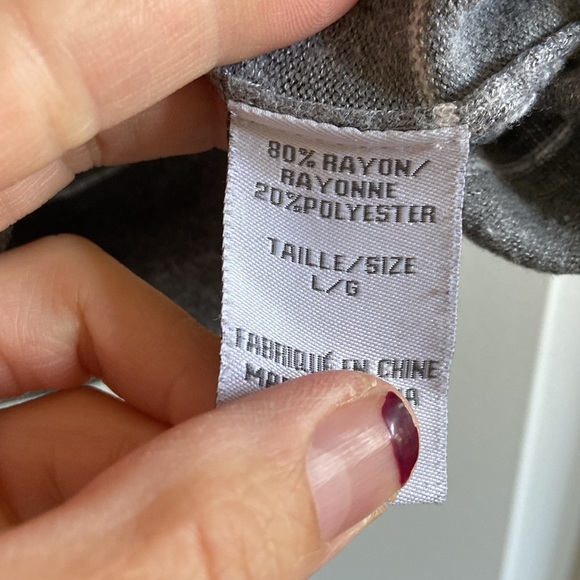 80% RAYON/
RAYONNE
20%POLYESTER
TAILLE/SIZE
L/G
FABRIQUÉ EN CHINE